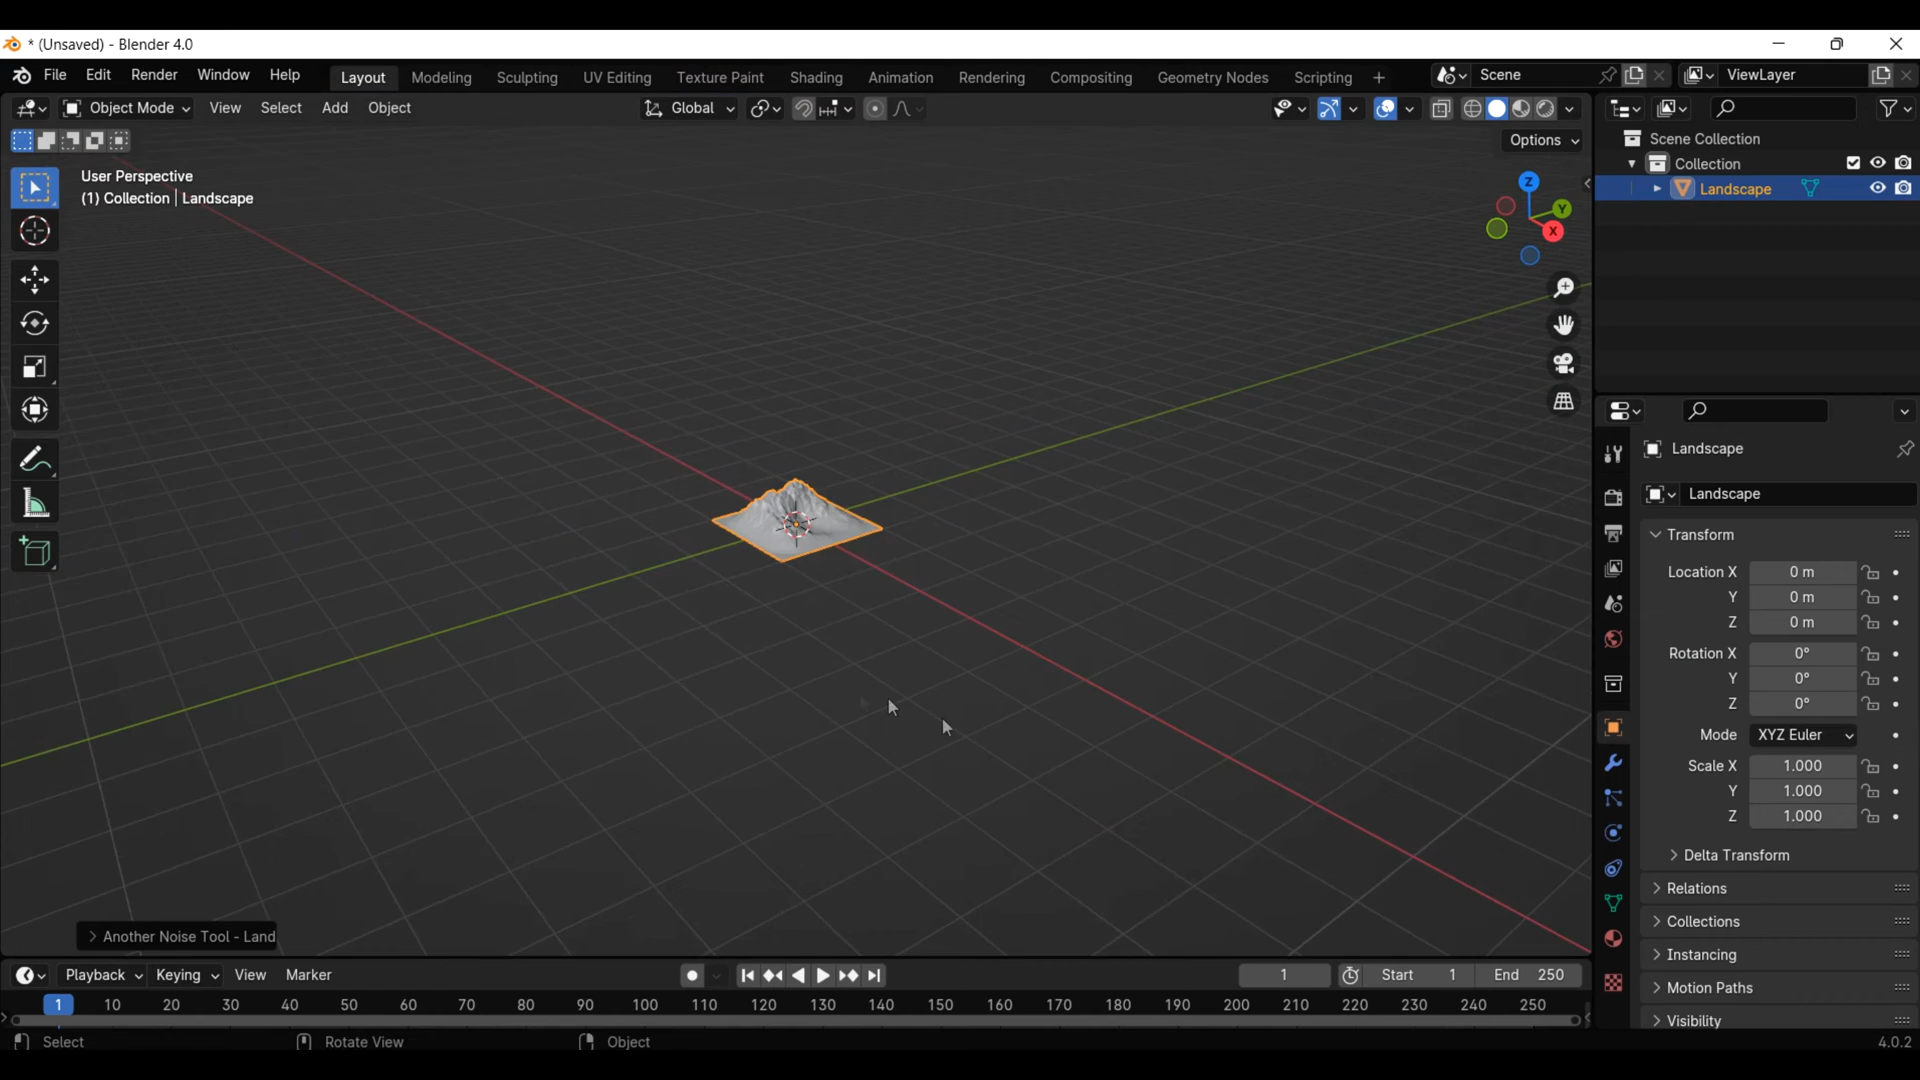 * (Unsaved) - Blender 4.0
File Edit Render Window Help Layout Modeling Sculpting UV Editing Texture Paint Shading Animation Rendering Compositing Geometry Nodes Scripting + Scene ViewLayer
Object Mode View Select Add Object Global
Options
User Perspective
(1) Collection | Landscape
Z
Y
X
Scene Collection
Collection
Landscape
Landscape
Landscape
Transform
Location X 0 m
Y 0 m
Z 0 m
Rotation X 0°
Y 0°
Z 0°
Mode XYZ Euler
Scale X 1.000
Y 1.000
Z 1.000
Delta Transform
Relations
Collections
Instancing
Motion Paths
Visibility
Another Noise Tool - Land
Playback Keying View Marker 1 Start 1 End 250
1 10 20 30 40 50 60 70 80 90 100 110 120 130 140 150 160 170 180 190 200 210 220 230 240 250
Select Rotate View Object 4.0.2